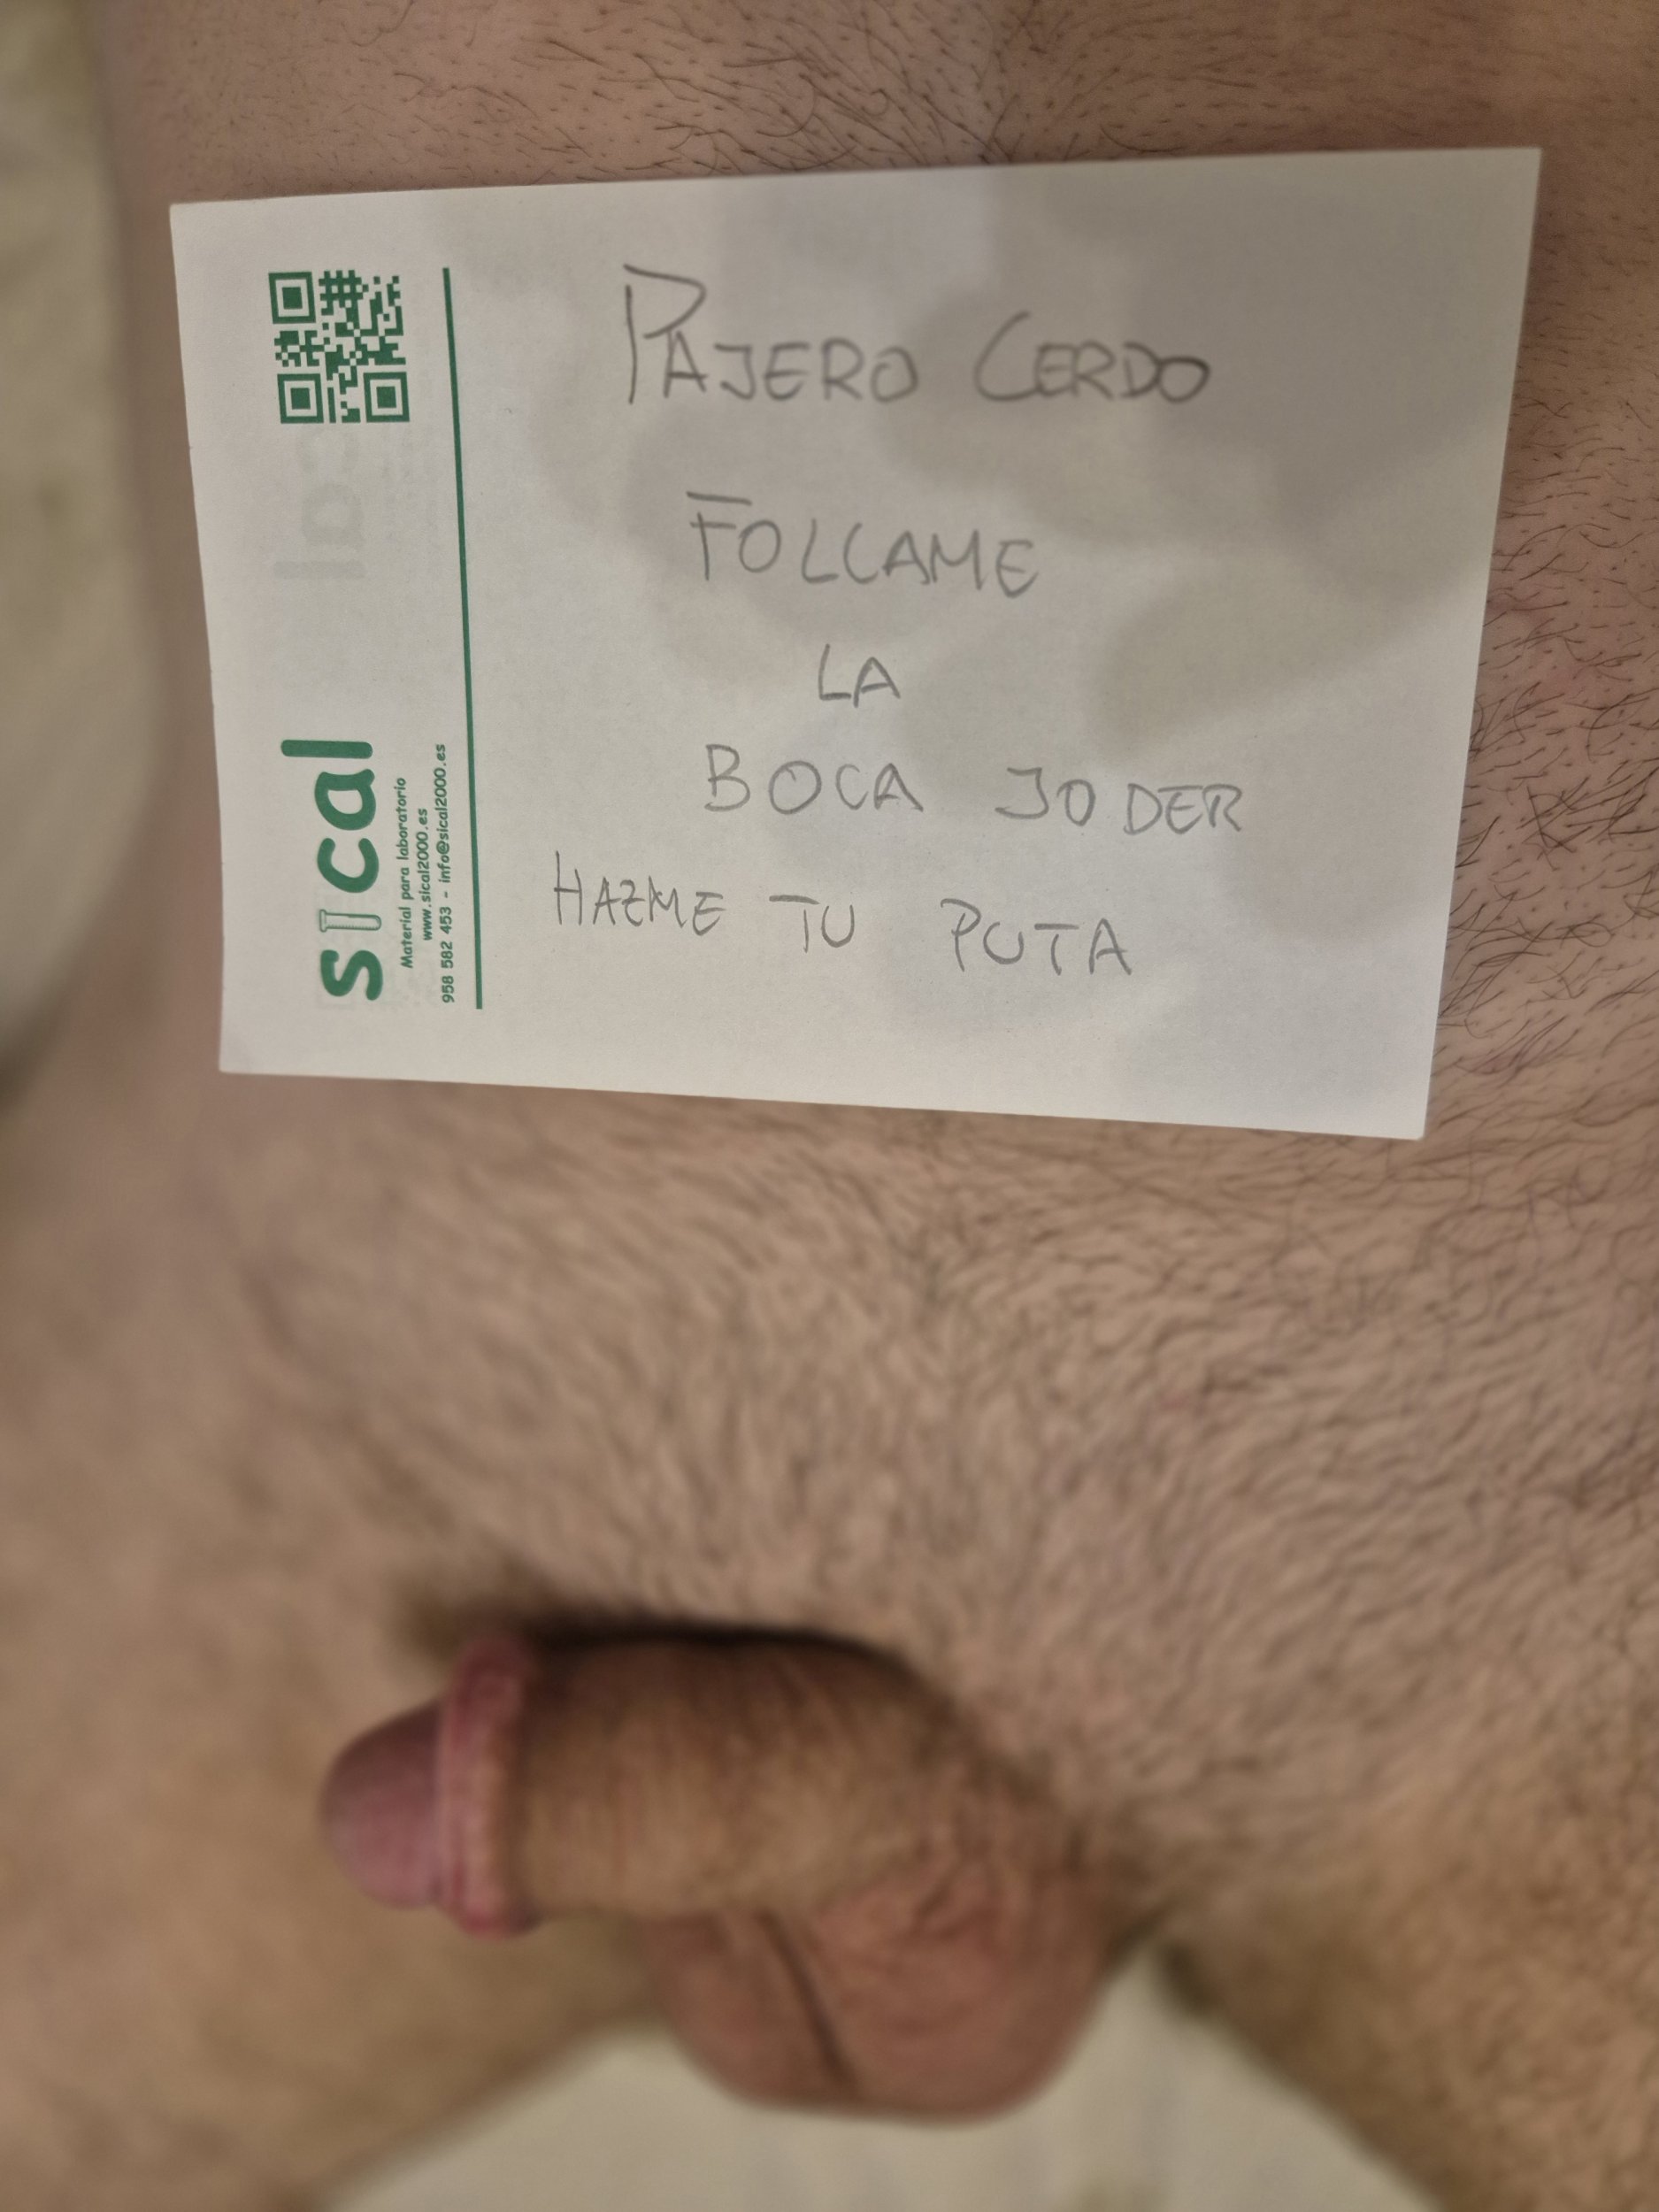 PAJERO CERDO
FOLLAME
LA
BOCA JODER
HAZME TU PUTA
sical
Material para laboratorio
www.sical2000.es
958 582 453 - info@sical2000.es